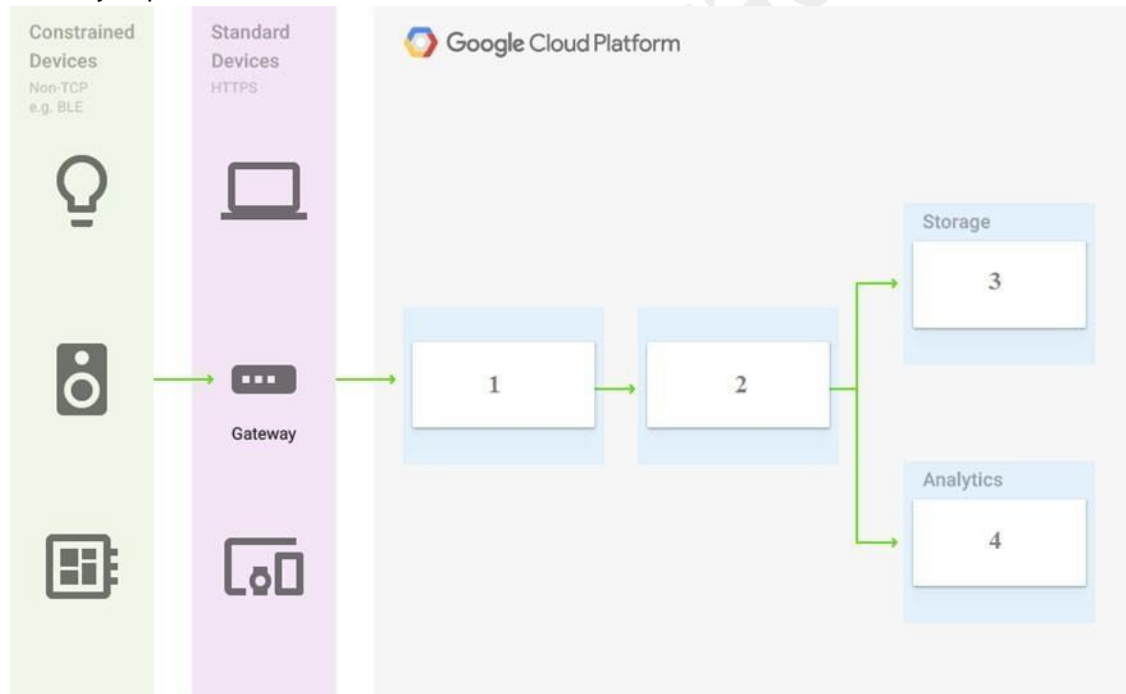 Constrained
Devices
Non-TCP
e.g. BLE
Standard
Devices
HTTPS
Google Cloud Platform
Gateway
1
2
Storage
3
Analytics
4